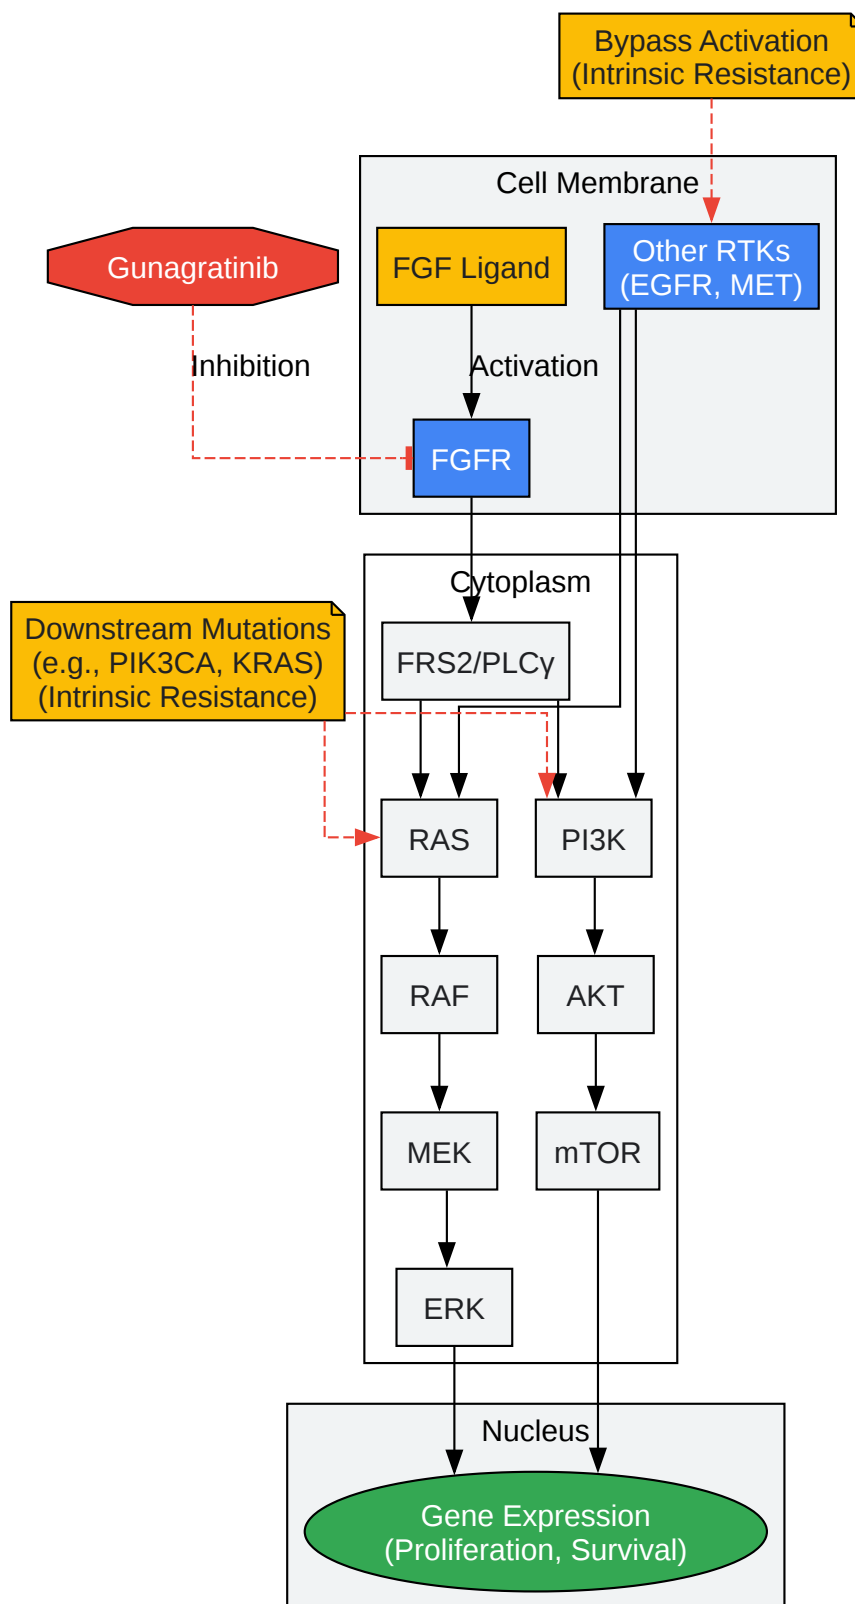 Bypass Activation
(Intrinsic Resistance)
Cell Membrane
Gunagratinib
FGF Ligand
Other RTKs
(EGFR, MET)
Inhibition
Activation
FGFR
Cytoplasm
Downstream Mutations
(e.g., PIK3CA, KRAS)
(Intrinsic Resistance)
FRS2/PLCγ
RAS
PI3K
RAF
AKT
MEK
mTOR
ERK
Nucleus
Gene Expression
(Proliferation, Survival)